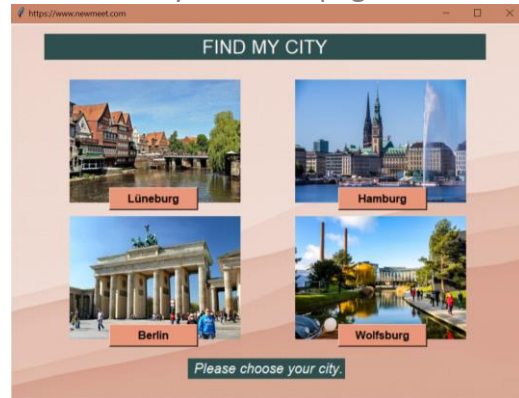 https://www.newmeet.com
FIND MY CITY
Lüneburg
Hamburg
Berlin
Wolfsburg
Please choose your city.